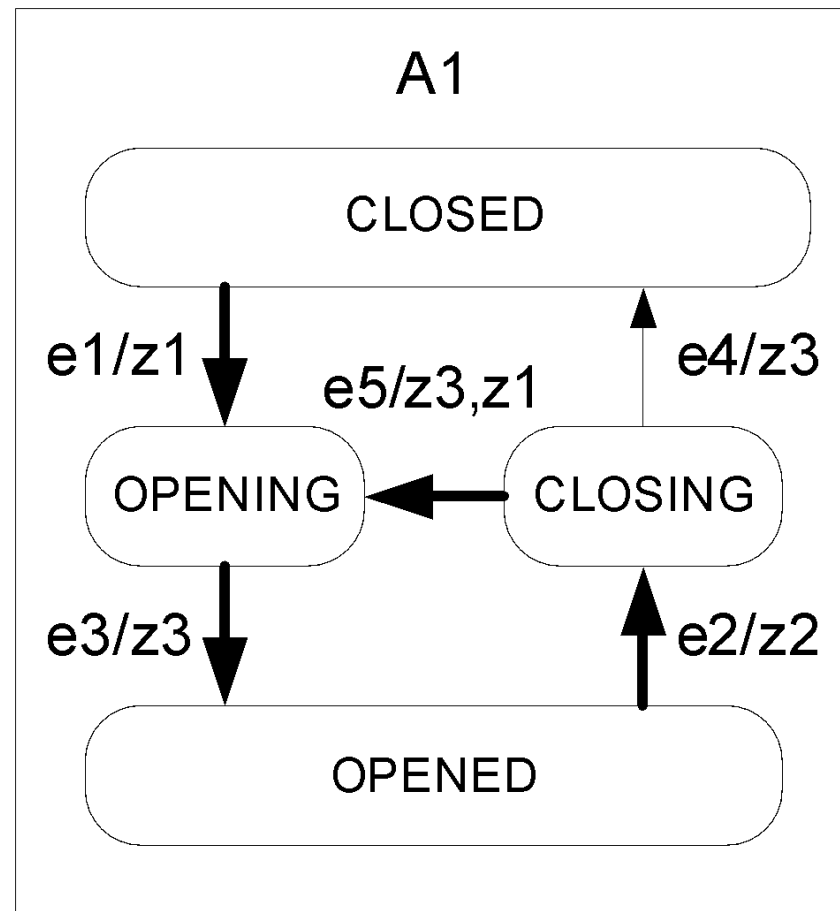 A1
CLOSED
e1/z1
e4/z3
e5/z3,z1
OPENING
CLOSING
e3/z3
e2/z2
OPENED